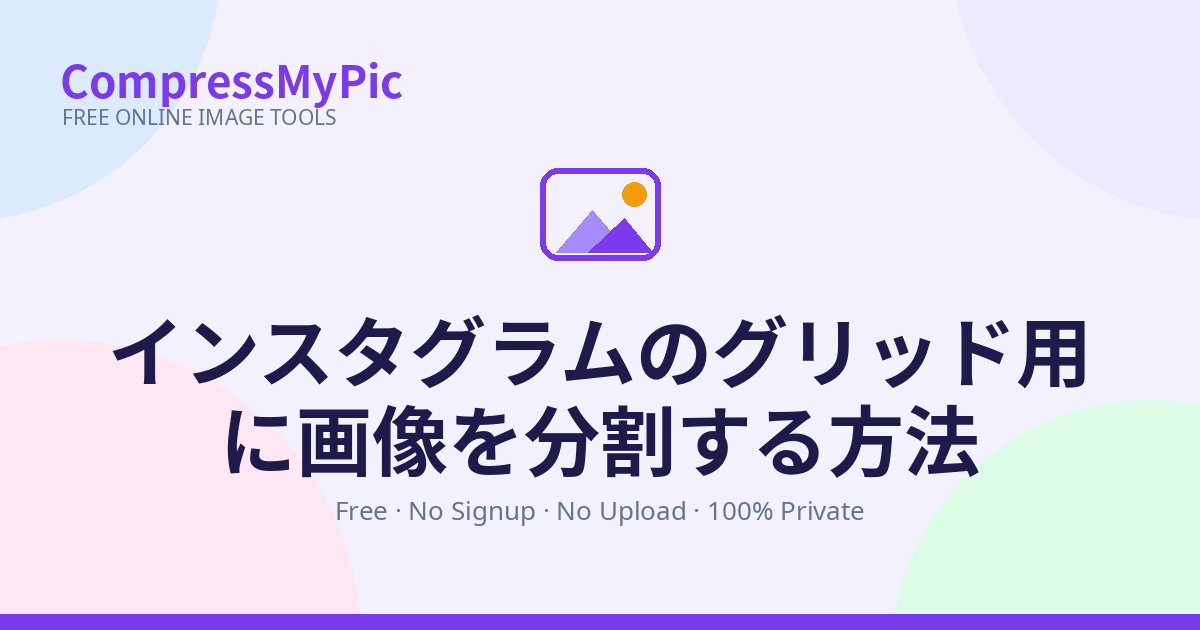 CompressMyPic
FREE ONLINE IMAGE TOOLS
インスタグラムのグリッド用
に画像を分割する方法
Free · No Signup · No Upload · 100% Private